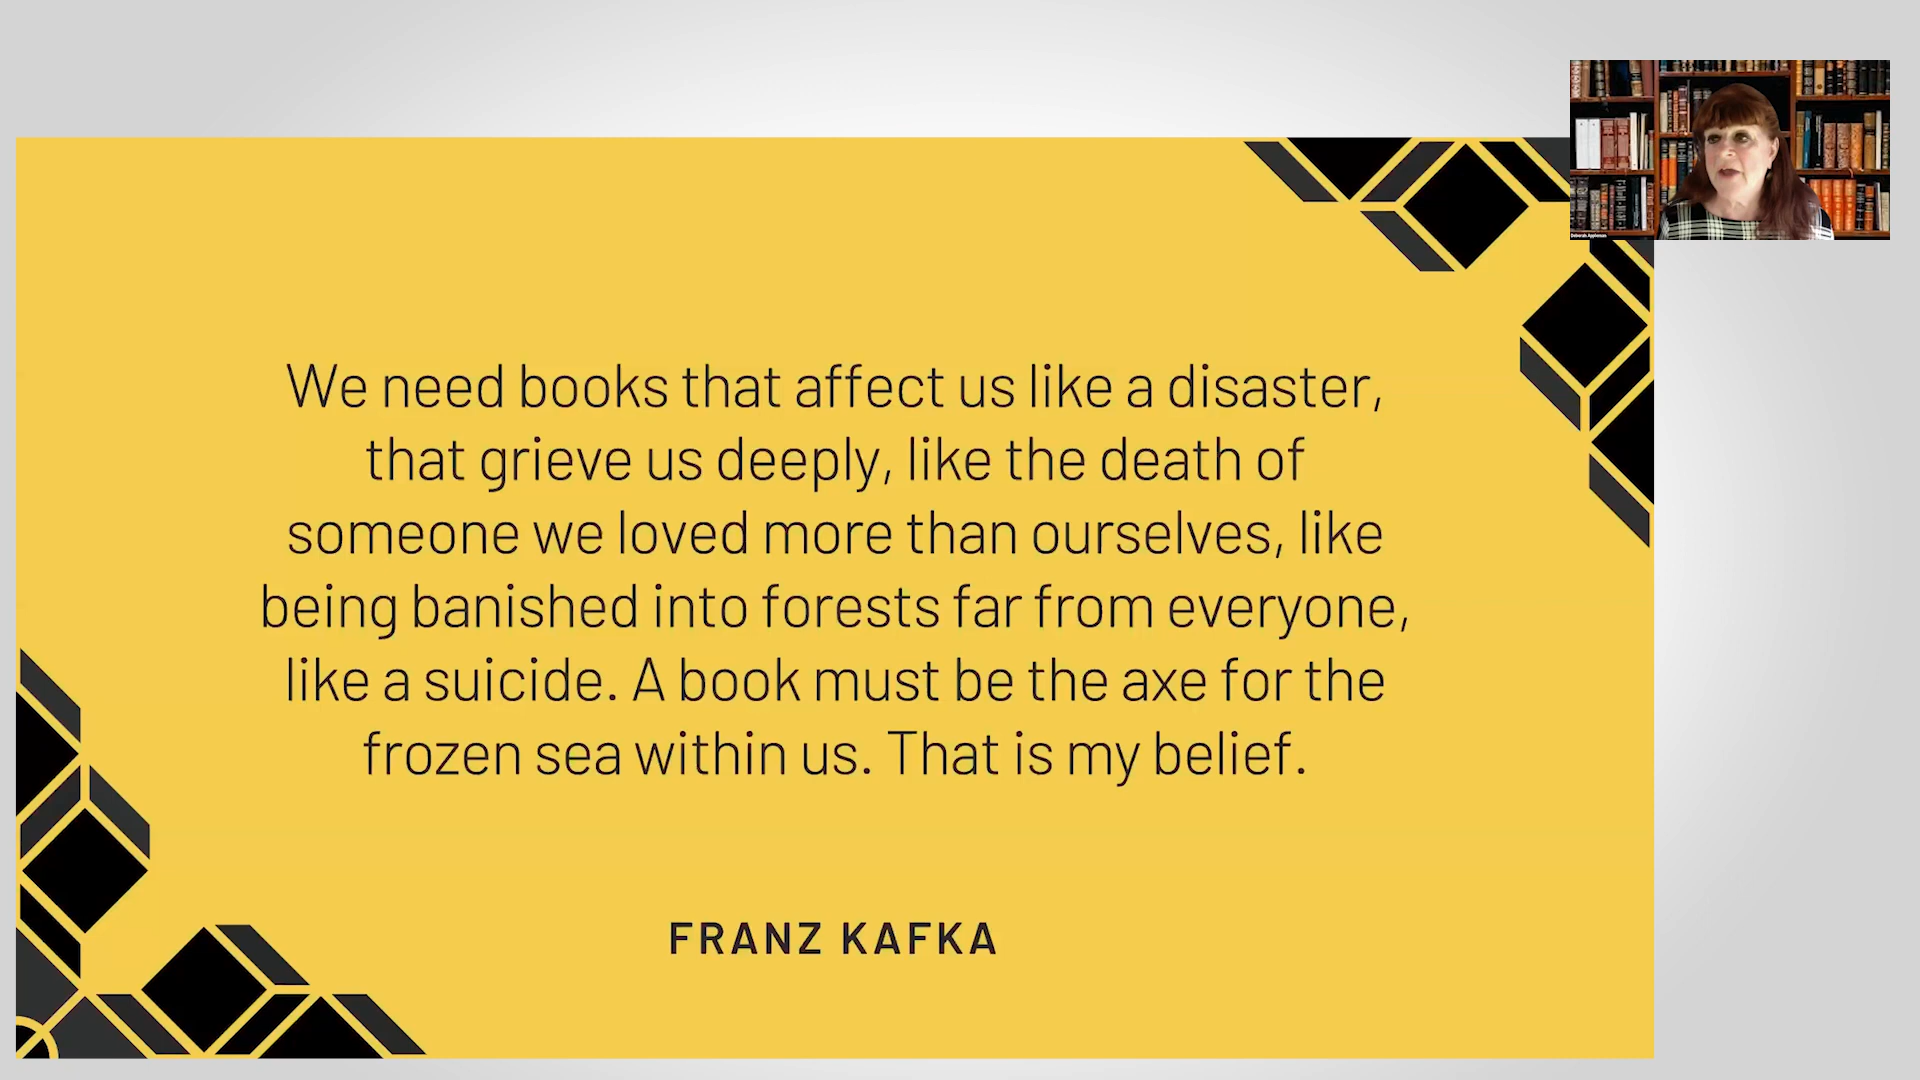 We need books that affect us like a disaster,
that grieve us deeply, like the death of
someone we loved more than ourselves, like
being banished into forests far from everyone,
like a suicide. A book must be the axe for the
frozen sea within us. That is my belief.
FRANZ KAFKA
Deborah Appleman